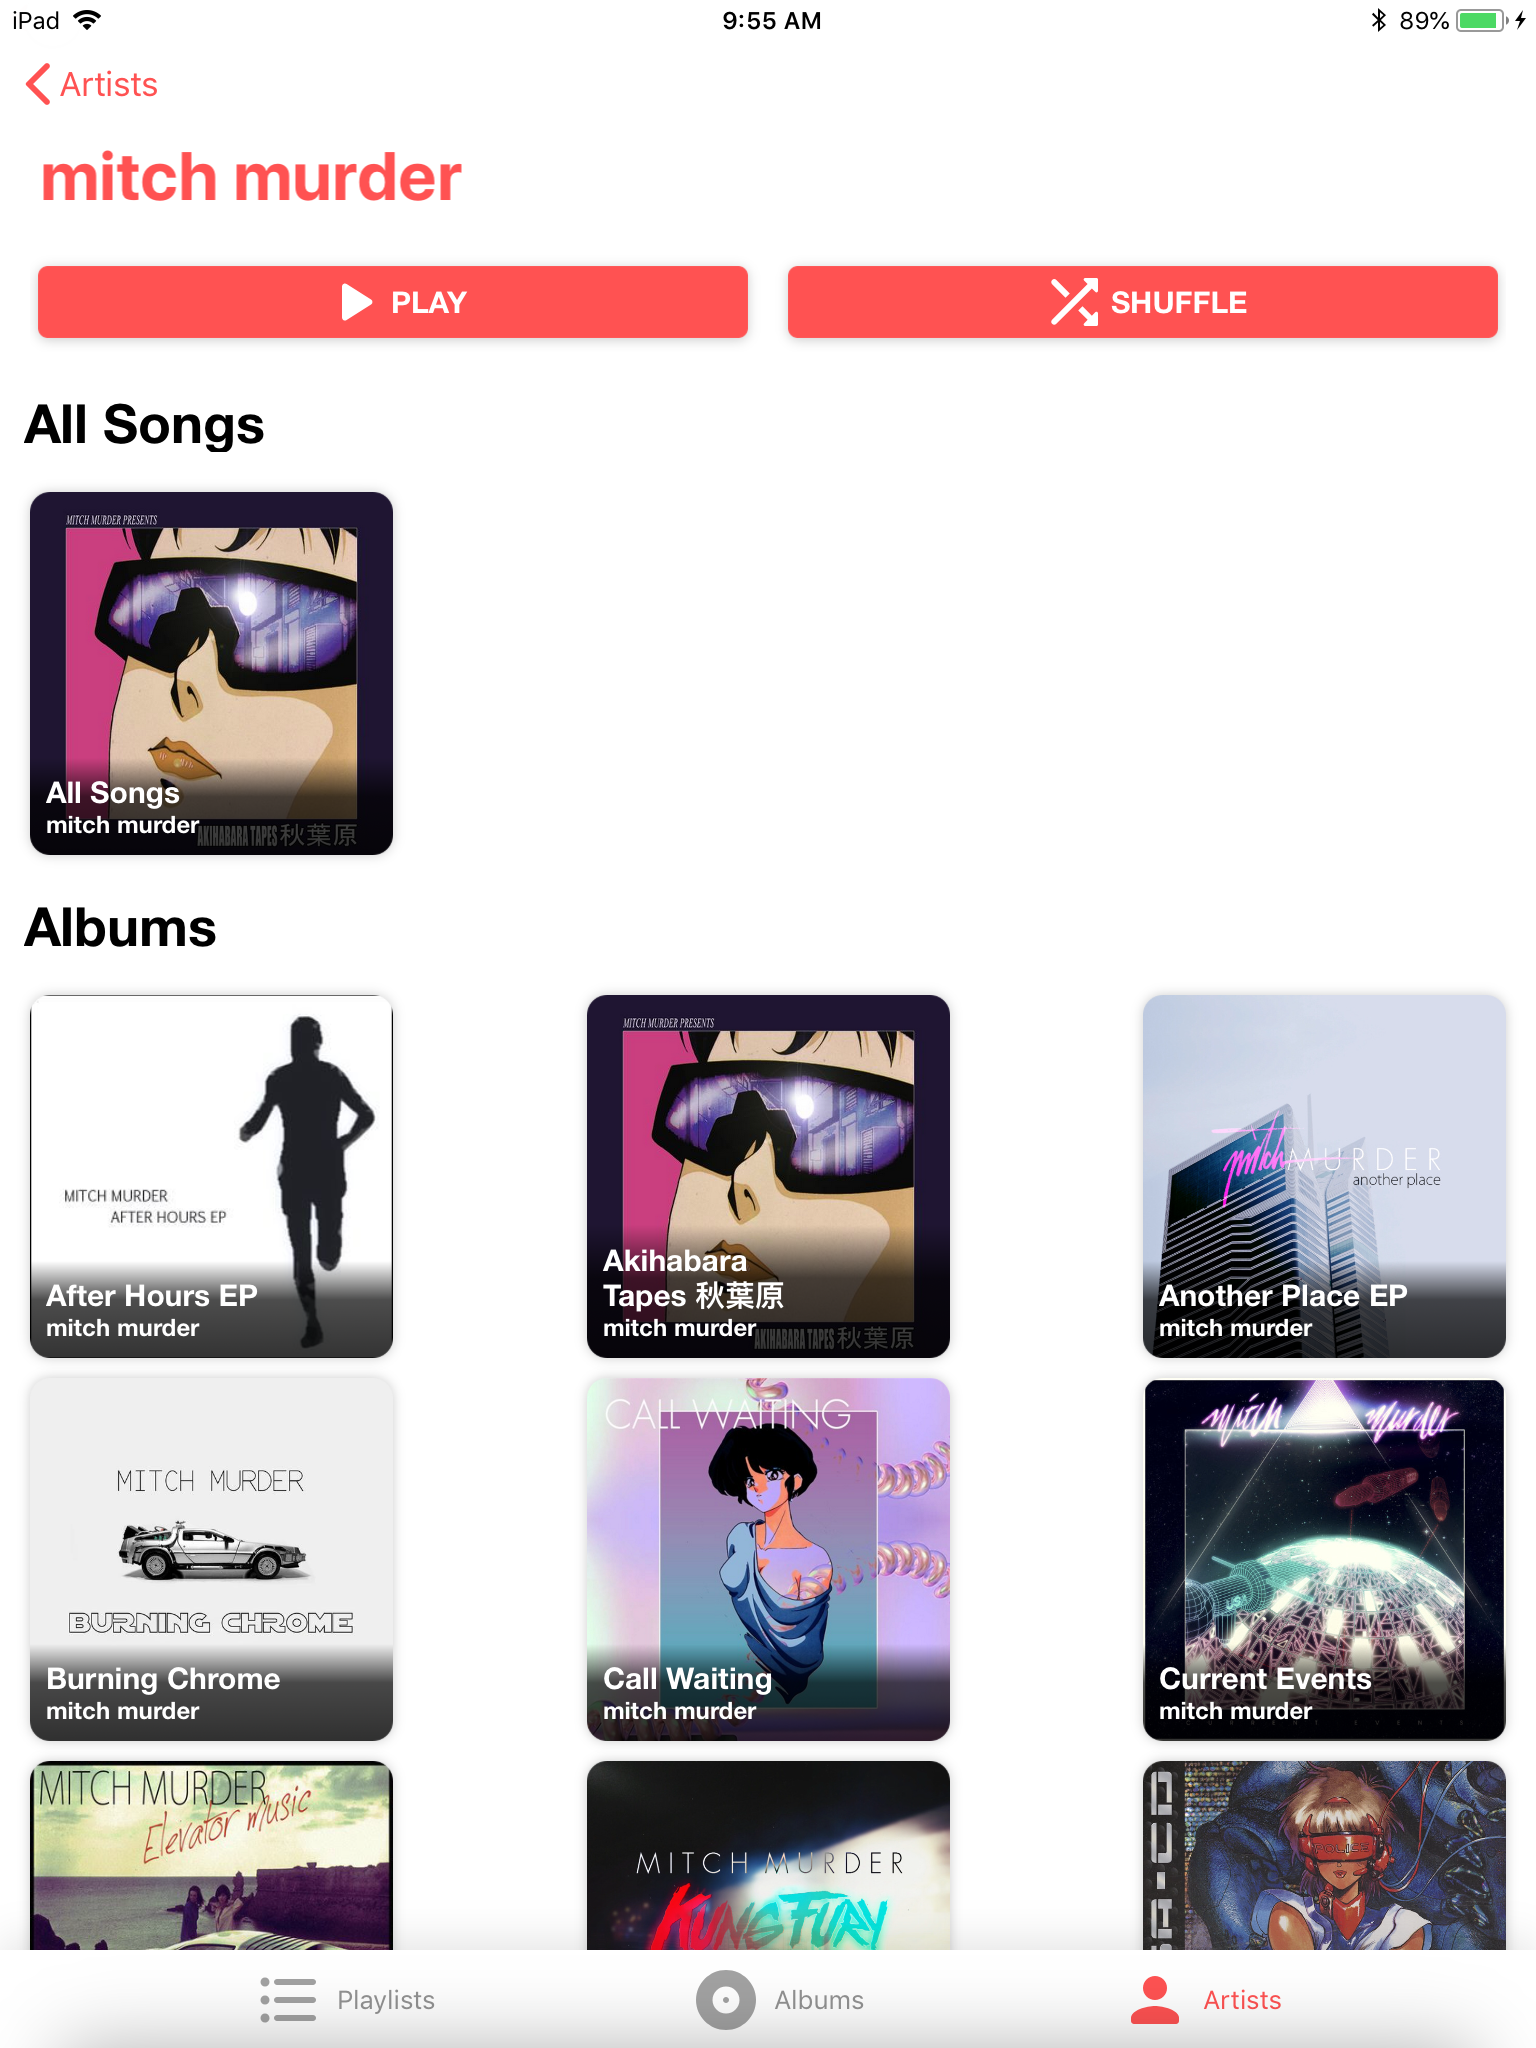 iPad 9:55 AM 89%
Artists
mitch murder
PLAY SHUFFLE
All Songs
MITCH MURDER PRESENTS
All Songs
mitch murder
AKIHABARA TAPES 秋葉原
Albums
MITCH MURDER
AFTER HOURS EP
After Hours EP
mitch murder
MITCH MURDER PRESENTS
Akihabara
Tapes 秋葉原
mitch murder
AKIHABARA TAPES 秋葉原
mitch MURDER
another place
Another Place EP
mitch murder
MITCH MURDER
BURNING CHROME
Burning Chrome
mitch murder
CALL WAITING
Call Waiting
mitch murder
mitch murder
Current Events
mitch murder
CURRENT EVENTS
MITCH MURDER
Elevator music
MITCH MURDER
KUNG FURY
POLICE
Playlists Albums Artists